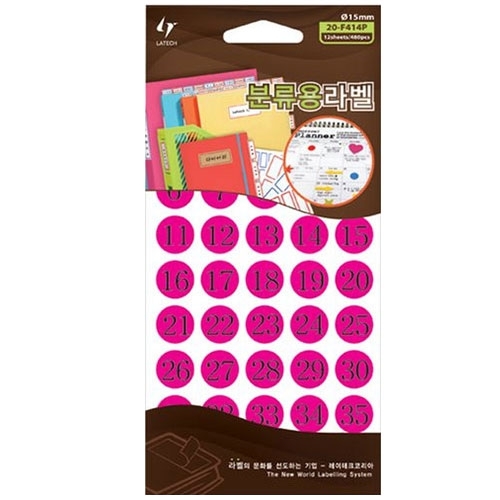 LATECH
Ø15mm
20-F414P
12sheets/480pcs
분류용라벨
Planner
6 7
11 12 13 14 15
16 17 18 19 20
21 22 23 24 25
26 27 28 29 30
33 34 35
라벨의 문화를 선도하는 기업 - 레이테크코리아
The New World Labelling System